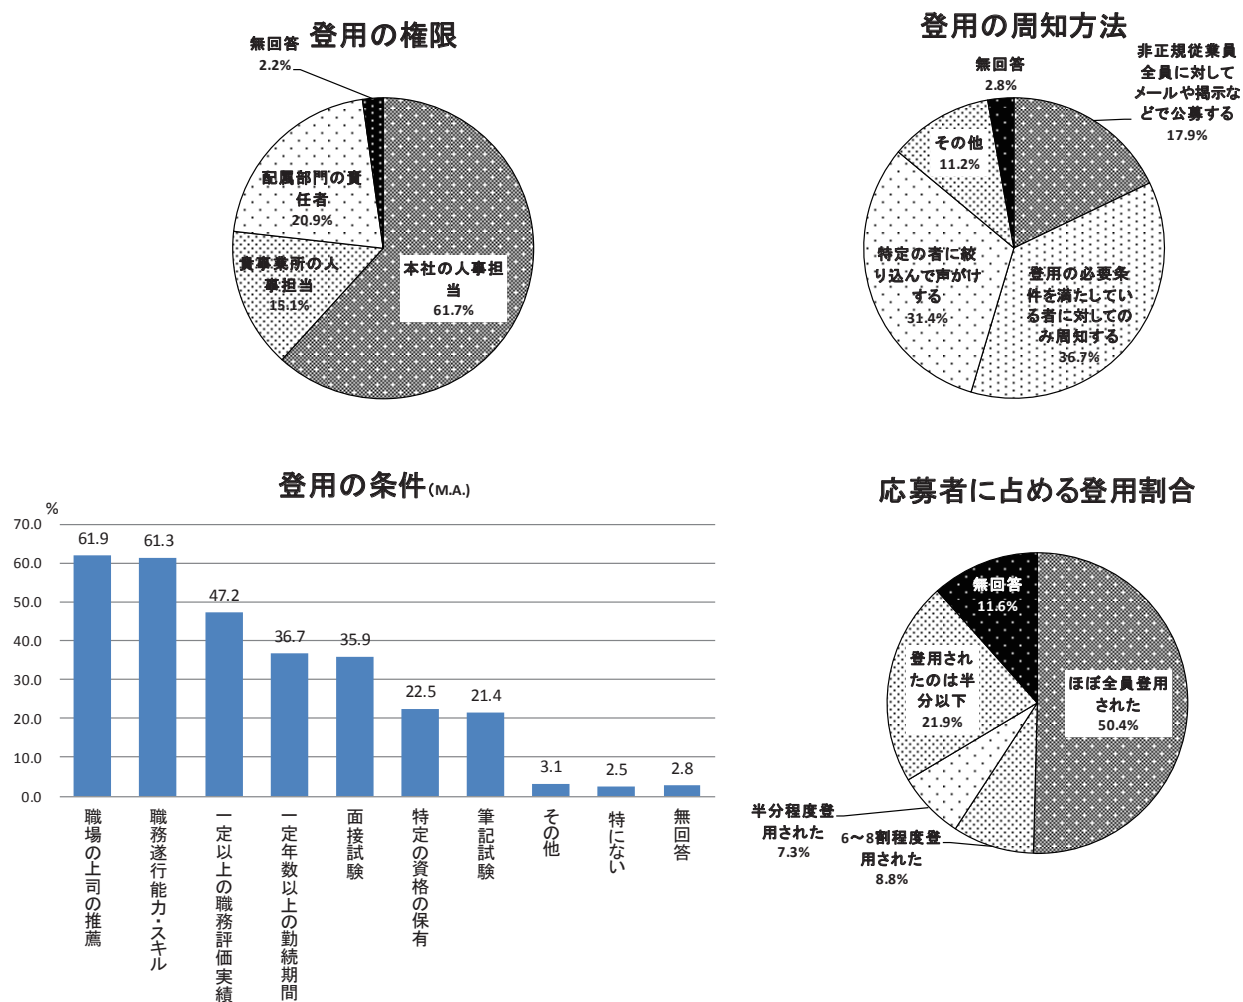 登用の権限
無回答
2.2%
配属部門の責
任者
20.9%
貴事業所の人
事担当
15.1%
本社の人事担
当
61.7%
登用の周知方法
無回答
2.8%
非正規従業員
全員に対して
メールや掲示な
どで公募する
17.9%
その他
11.2%
特定の者に絞
り込んで声がけ
する
31.4%
登用の必要条
件を満たしてい
る者に対しての
み周知する
36.7%
登用の条件(M.A.)
%
70.0
60.0
50.0
40.0
30.0
20.0
10.0
0.0
61.9
61.3
47.2
36.7
35.9
22.5
21.4
3.1
2.5
2.8
職場の上司の推薦
職務遂行能力・スキル
一定以上の職務評価実績
一定年数以上の勤続期間
面接試験
特定の資格の保有
筆記試験
その他
特にない
無回答
応募者に占める登用割合
無回答
11.6%
登用され
たのは半
分以下
21.9%
ほぼ全員登用
された
50.4%
半分程度登
用された
7.3%
6～8割程度登
用された
8.8%